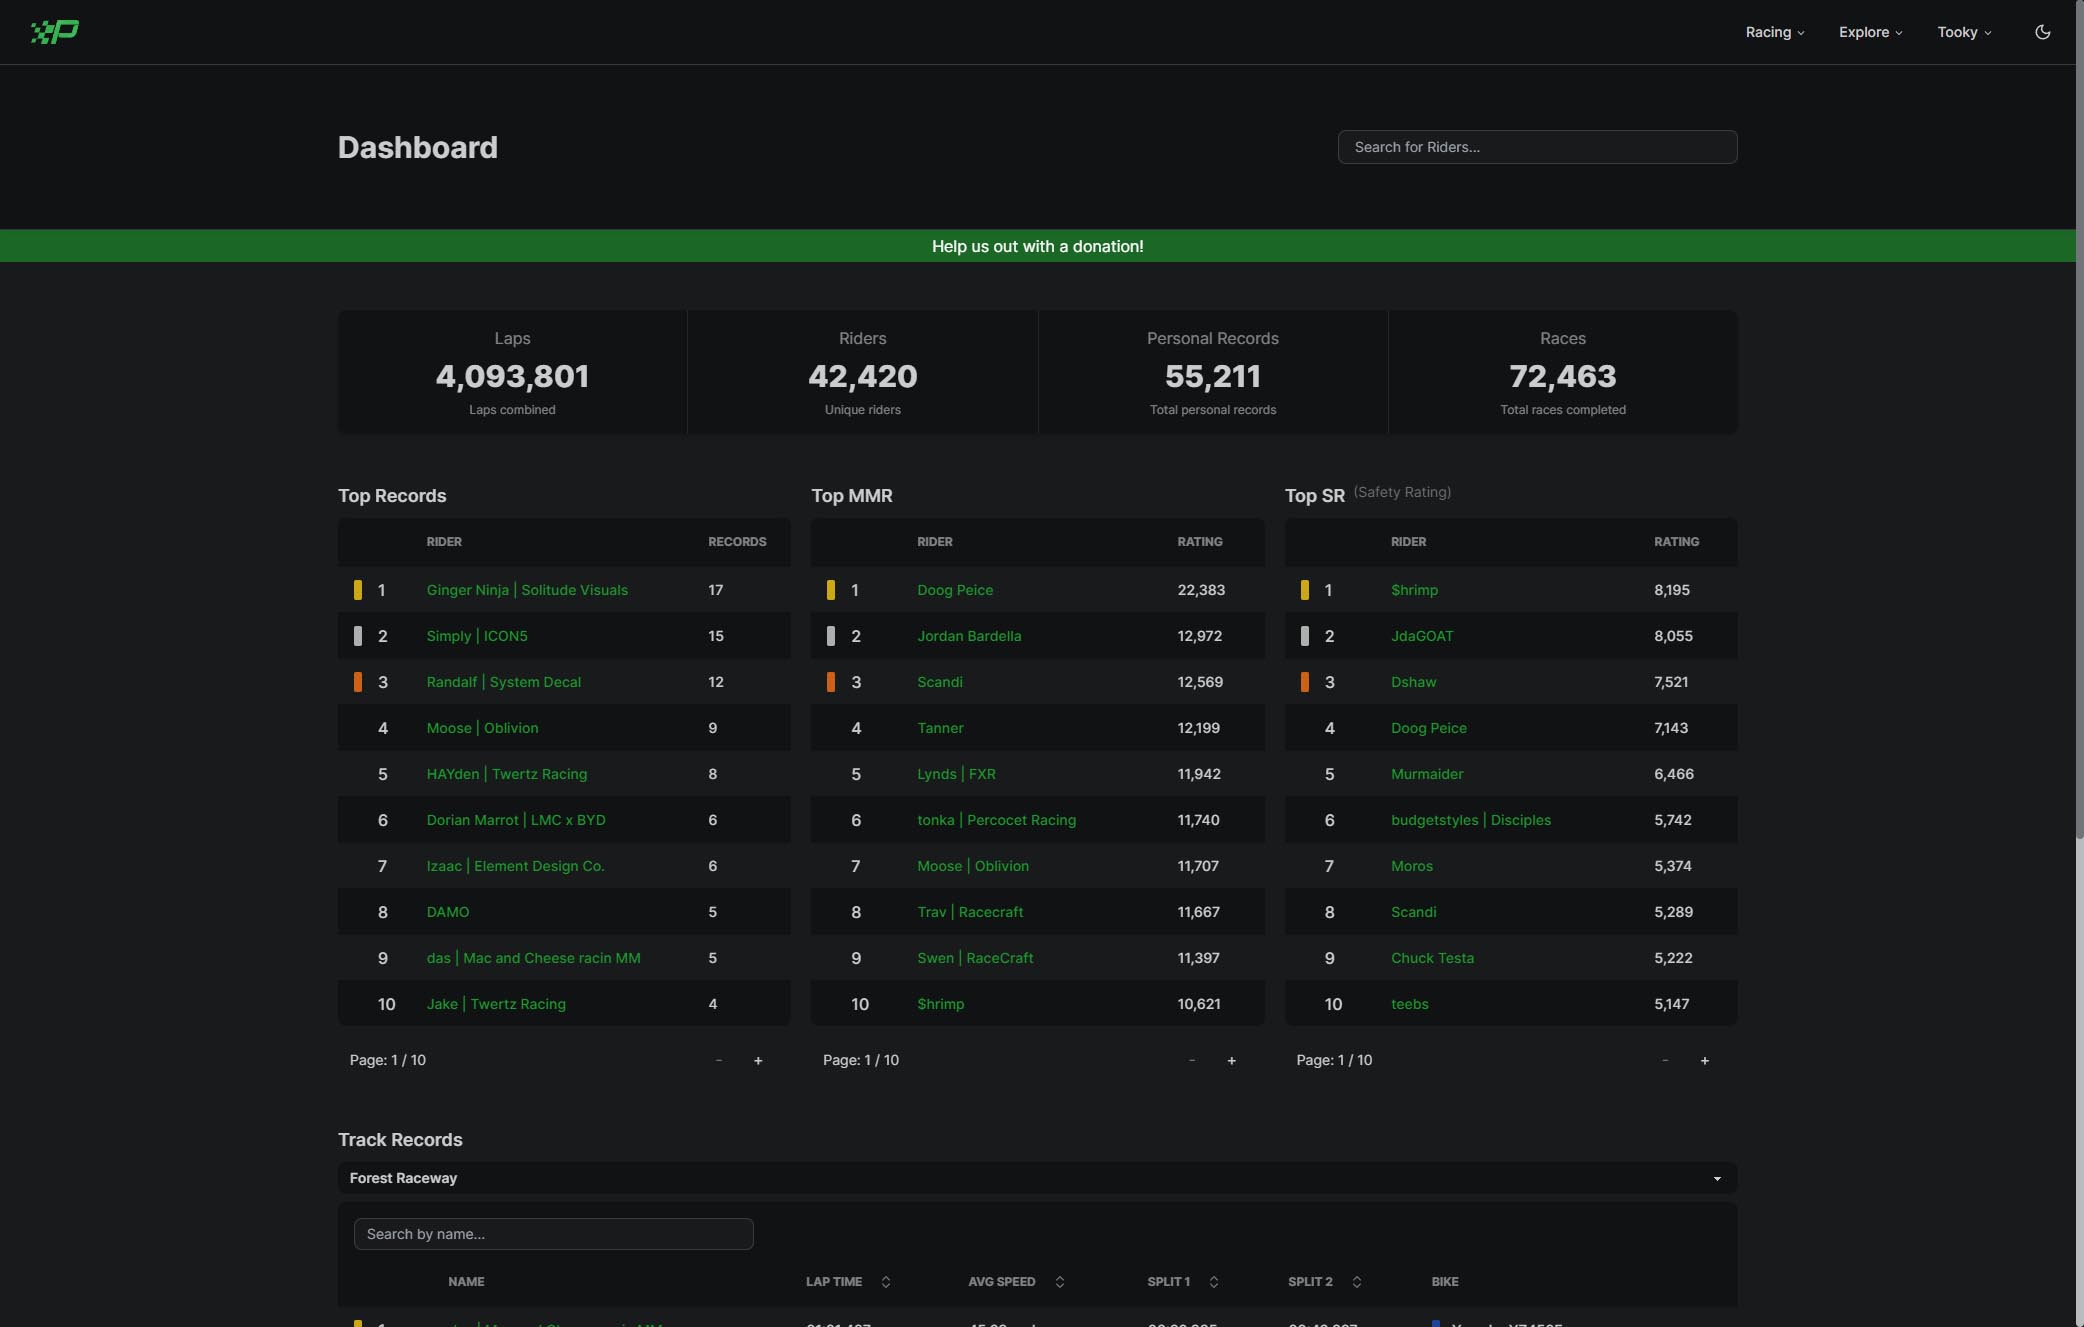 Racing Explore Tooky
Dashboard
Search for Riders...
Help us out with a donation!
Laps Riders Personal Records Races
4,093,801 42,420 55,211 72,463
Laps combined Unique riders Total personal records Total races completed
Top Records
RIDER RECORDS
1 Ginger Ninja | Solitude Visuals 17
2 Simply | ICON5 15
3 Randalf | System Decal 12
4 Moose | Oblivion 9
5 HAYden | Twertz Racing 8
6 Dorian Marrot | LMC x BYD 6
7 Izaac | Element Design Co. 6
8 DAMO 5
9 das | Mac and Cheese racin MM 5
10 Jake | Twertz Racing 4
Page: 1 / 10 - +
Top MMR
RIDER RATING
1 Doog Peice 22,383
2 Jordan Bardella 12,972
3 Scandi 12,569
4 Tanner 12,199
5 Lynds | FXR 11,942
6 tonka | Percocet Racing 11,740
7 Moose | Oblivion 11,707
8 Trav | Racecraft 11,667
9 Swen | RaceCraft 11,397
10 $hrimp 10,621
Page: 1 / 10 - +
Top SR (Safety Rating)
RIDER RATING
1 $hrimp 8,195
2 JdaGOAT 8,055
3 Dshaw 7,521
4 Doog Peice 7,143
5 Murmaider 6,466
6 budgetstyles | Disciples 5,742
7 Moros 5,374
8 Scandi 5,289
9 Chuck Testa 5,222
10 teebs 5,147
Page: 1 / 10 - +
Track Records
Forest Raceway
Search by name...
NAME LAP TIME AVG SPEED SPLIT 1 SPLIT 2 BIKE